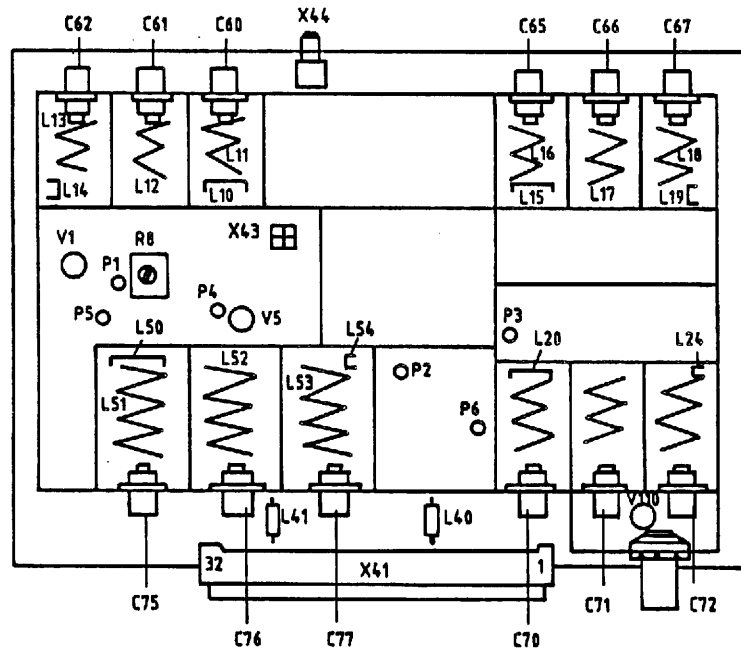 C62 C61 C60 X44 C65 C66 C67
L13 L11 L16 L18
L14 L12 L10 L15 L17 L19
X43
V1 R8
P1
P4
P5 V5 P3
L50 L54 L20 L24
L52
L51 L53 P2
P6
V110
L41 L40
32 X41 1
C75 C71 C72
C76 C77 C70